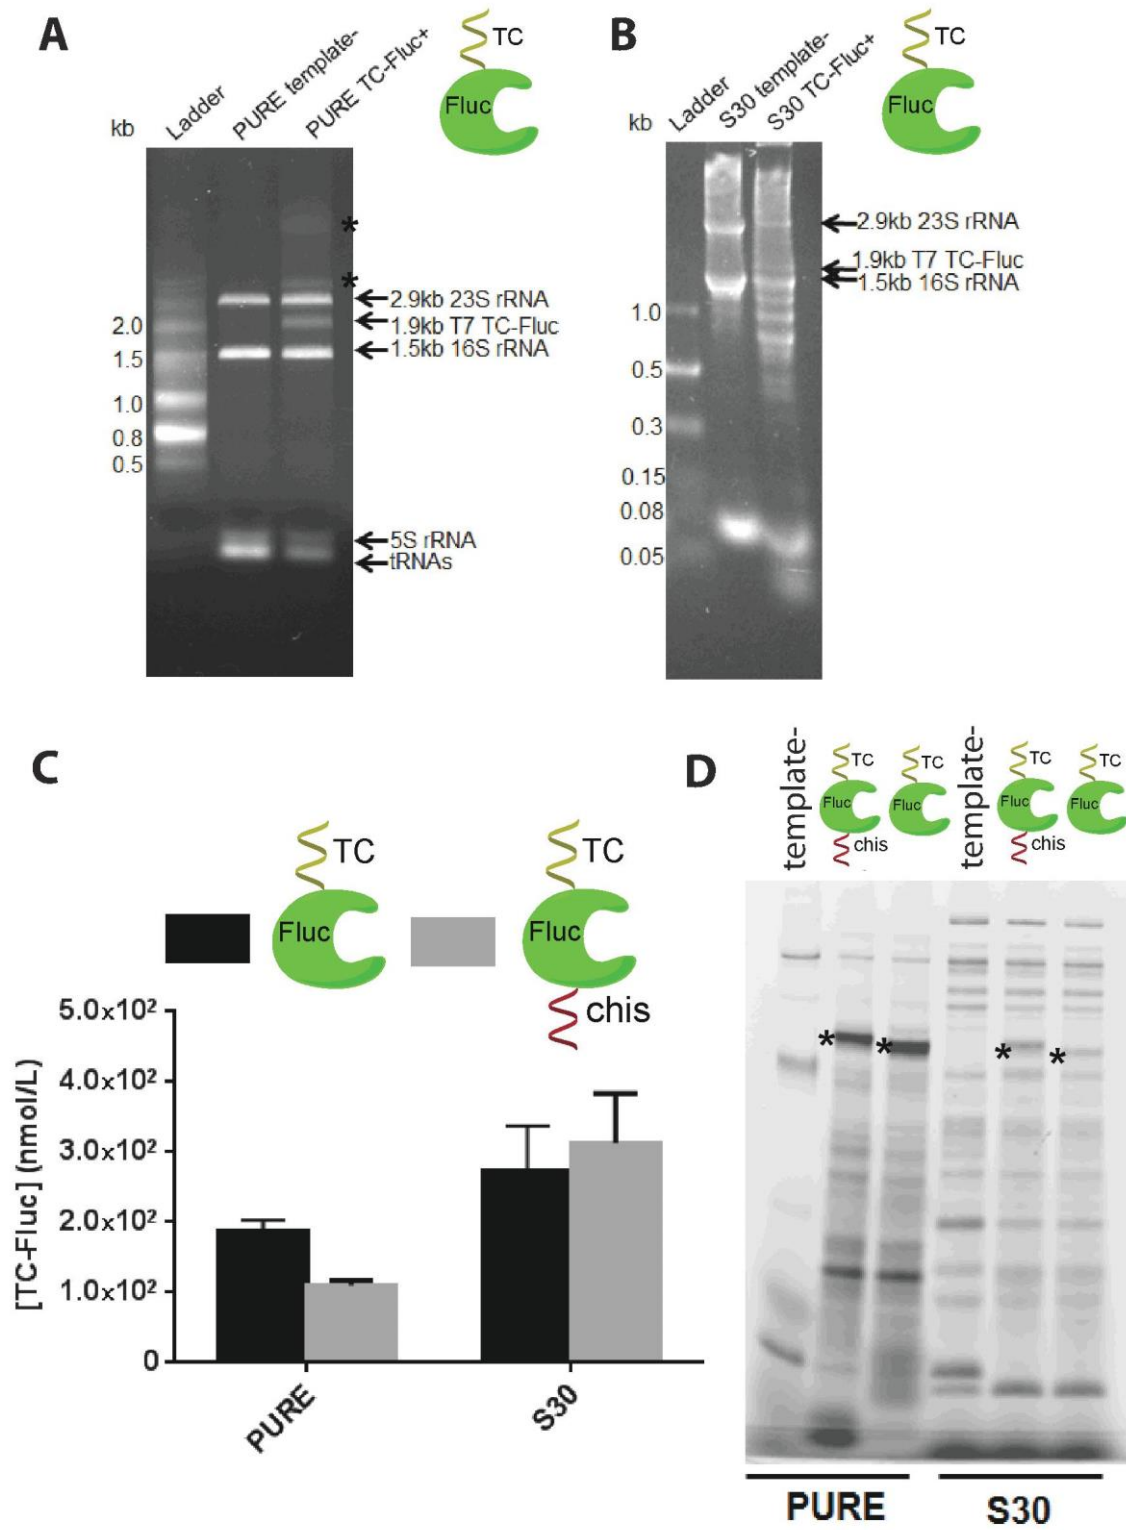 A
kb
Ladder
PURE template-
PURE TC-Fluc+
TC
Fluc
*
*
2.9kb 23S rRNA
1.9kb T7 TC-Fluc
1.5kb 16S rRNA
2.0
1.5
1.0
0.8
0.5
5S rRNA
tRNAs
B
kb
Ladder
S30 template-
S30 TC-Fluc+
TC
Fluc
2.9kb 23S rRNA
1.9kb T7 TC-Fluc
1.5kb 16S rRNA
1.0
0.5
0.3
0.15
0.08
0.05
C
TC
Fluc
TC
Fluc
chis
[TC-Fluc] (nmol/L)
5.0x10²
4.0x10²
3.0x10²
2.0x10²
1.0x10²
0
PURE
S30
D
template-
TC
Fluc
chis
TC
Fluc
template-
TC
Fluc
chis
TC
Fluc
*
*
*
*
PURE
S30